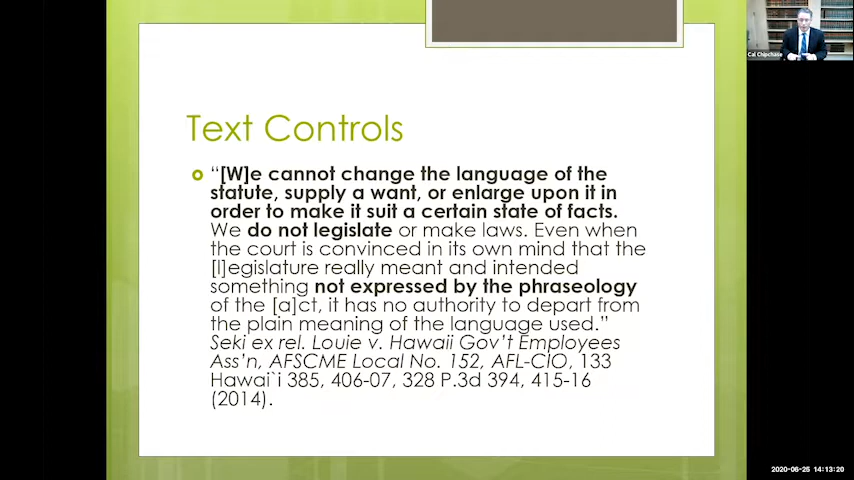 Cal Chipchase
Text Controls
“[W]e cannot change the language of the
statute, supply a want, or enlarge upon it in
order to make it suit a certain state of facts.
We do not legislate or make laws. Even when
the court is convinced in its own mind that the
[l]egislature really meant and intended
something not expressed by the phraseology
of the [a]ct, it has no authority to depart from
the plain meaning of the language used.”
Seki ex rel. Louie v. Hawaii Gov’t Employees
Ass’n, AFSCME Local No. 152, AFL-CIO, 133
Hawai`i 385, 406-07, 328 P.3d 394, 415-16
(2014).
2020-06-25 14:13:20